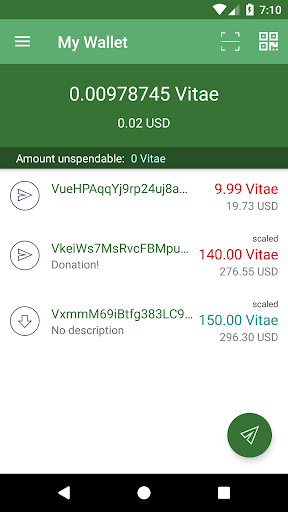 7:10
My Wallet
0.00978745 Vitae
0.02 USD
Amount unspendable: 0 Vitae
VueHPAqqYj9rp24uj8a... 9.99 Vitae
19.73 USD
scaled
VkeiWs7MsRvcFBMpu... 140.00 Vitae
Donation! 276.55 USD
scaled
VxmmM69iBtfg383LC9... 150.00 Vitae
No description 296.30 USD